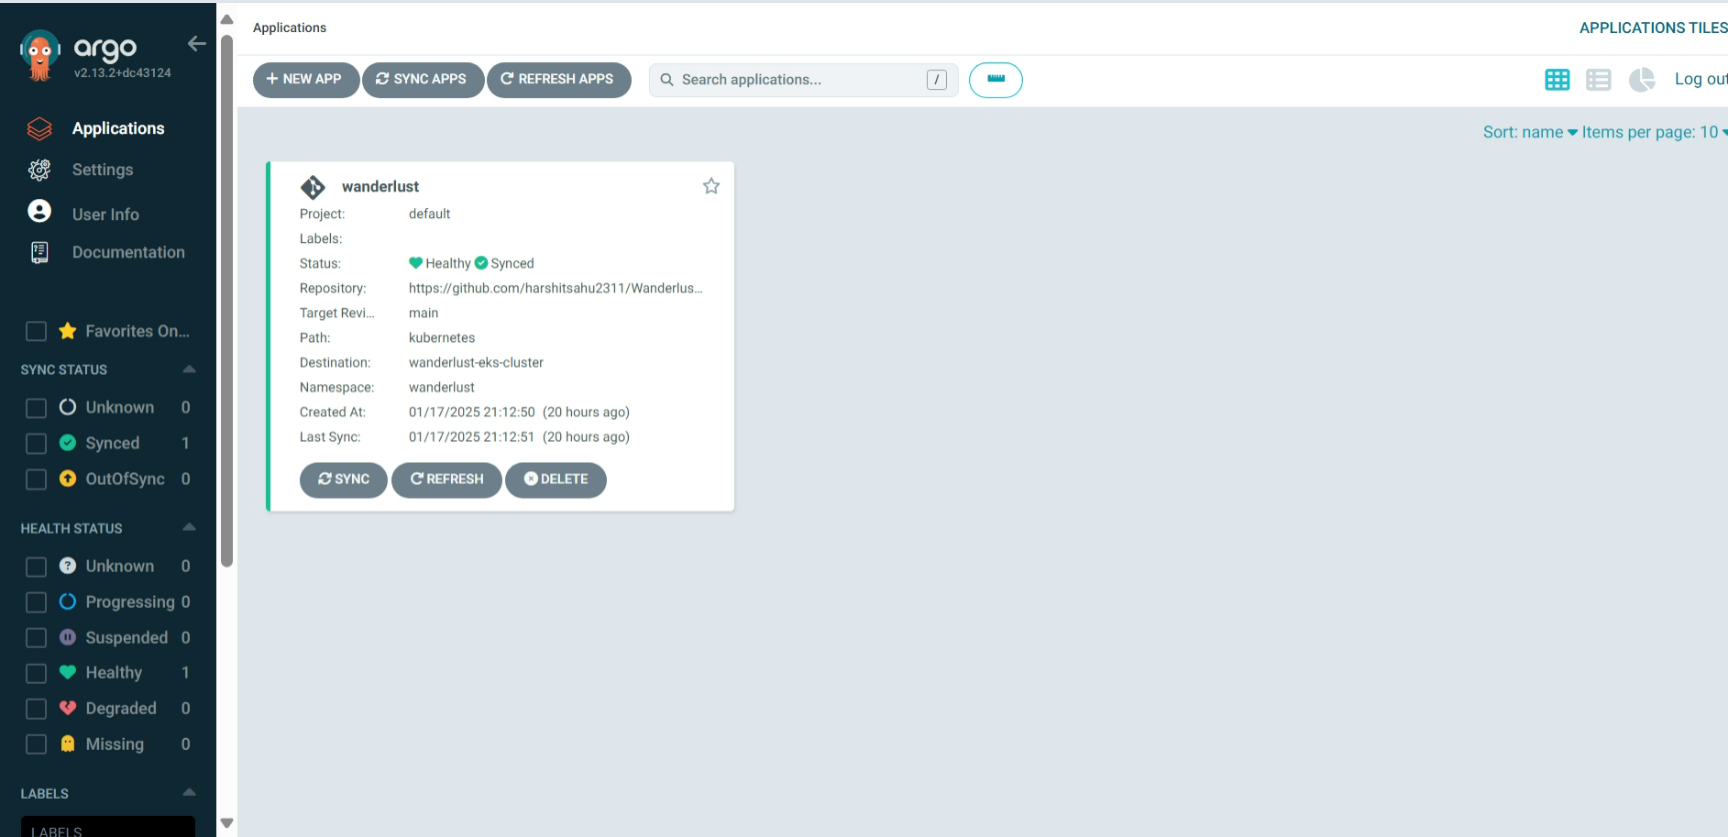 argo
v2.13.2+dc43124
Applications
Settings
User Info
Documentation
Favorites On...
SYNC STATUS
Unknown 0
Synced 1
OutOfSync 0
HEALTH STATUS
Unknown 0
Progressing 0
Suspended 0
Healthy 1
Degraded 0
Missing 0
LABELS
LABELS
Applications
APPLICATIONS TILES
+ NEW APP
SYNC APPS
REFRESH APPS
Search applications...
/
Log out
Sort: name Items per page: 10
wanderlust
Project: default
Labels:
Status: Healthy Synced
Repository: https://github.com/harshitsahu2311/Wanderlus...
Target Revi... main
Path: kubernetes
Destination: wanderlust-eks-cluster
Namespace: wanderlust
Created At: 01/17/2025 21:12:50 (20 hours ago)
Last Sync: 01/17/2025 21:12:51 (20 hours ago)
SYNC
REFRESH
DELETE